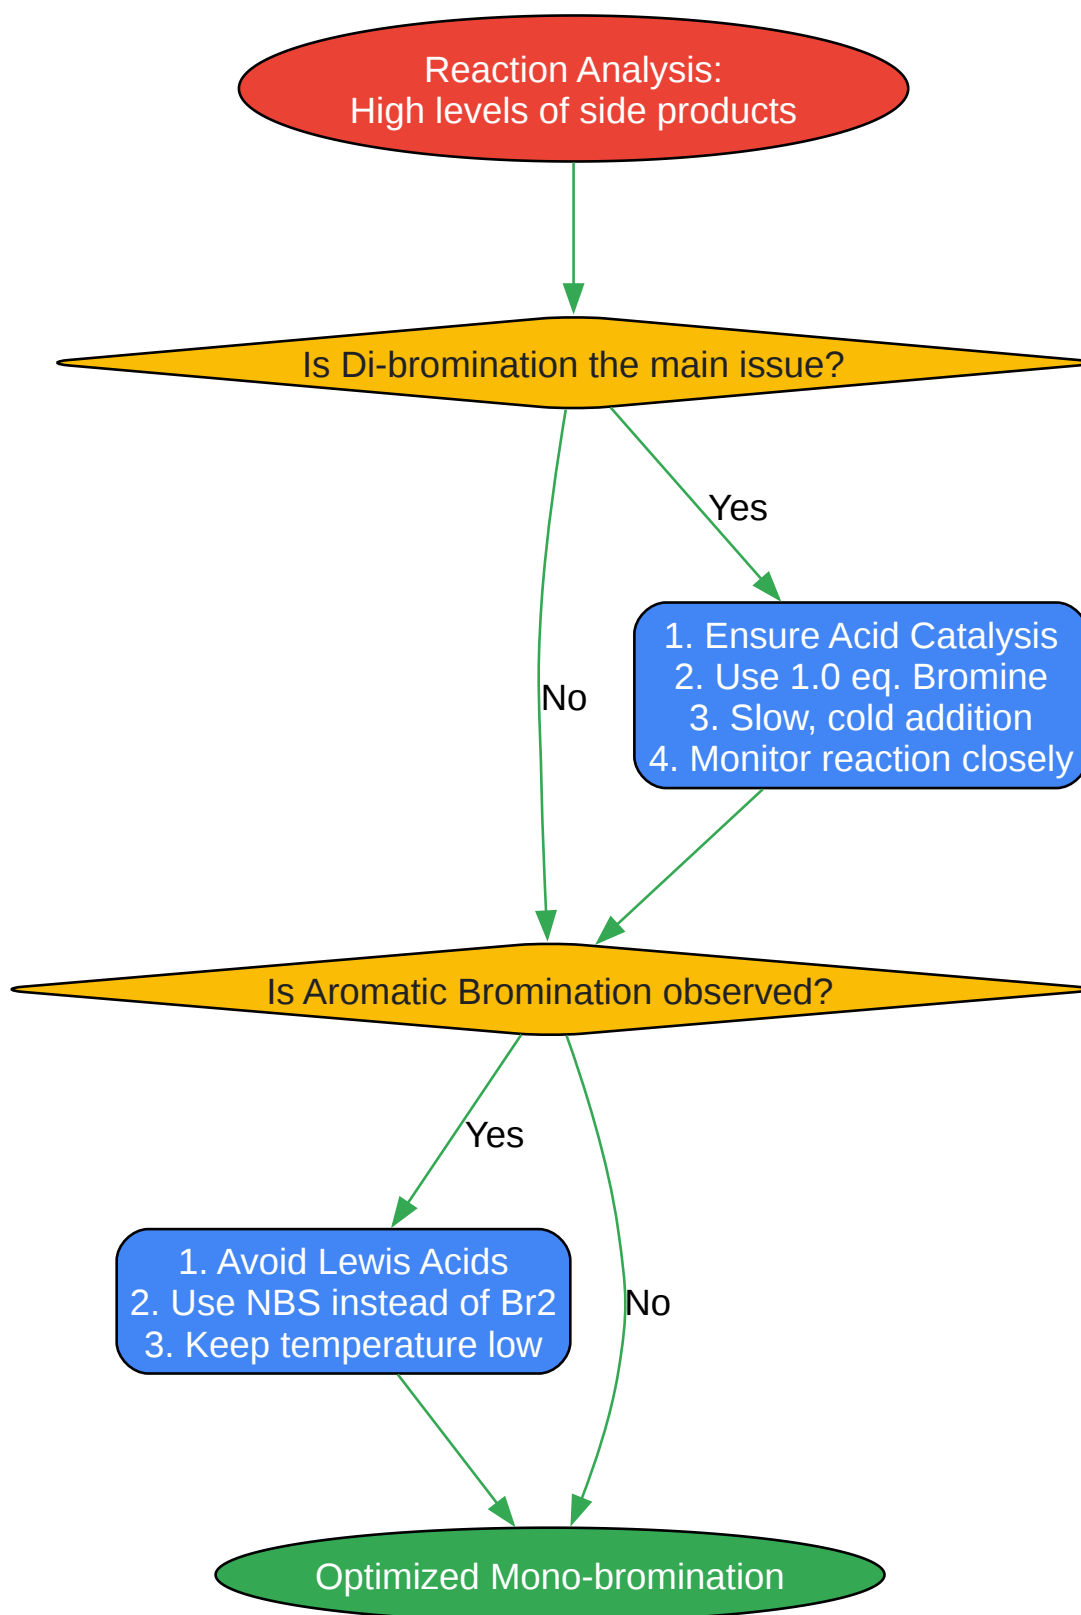 Reaction Analysis:
High levels of side products
Is Di-bromination the main issue?
Yes
1. Ensure Acid Catalysis
2. Use 1.0 eq. Bromine
3. Slow, cold addition
4. Monitor reaction closely
No
Is Aromatic Bromination observed?
Yes
1. Avoid Lewis Acids
2. Use NBS instead of Br2
3. Keep temperature low
No
Optimized Mono-bromination